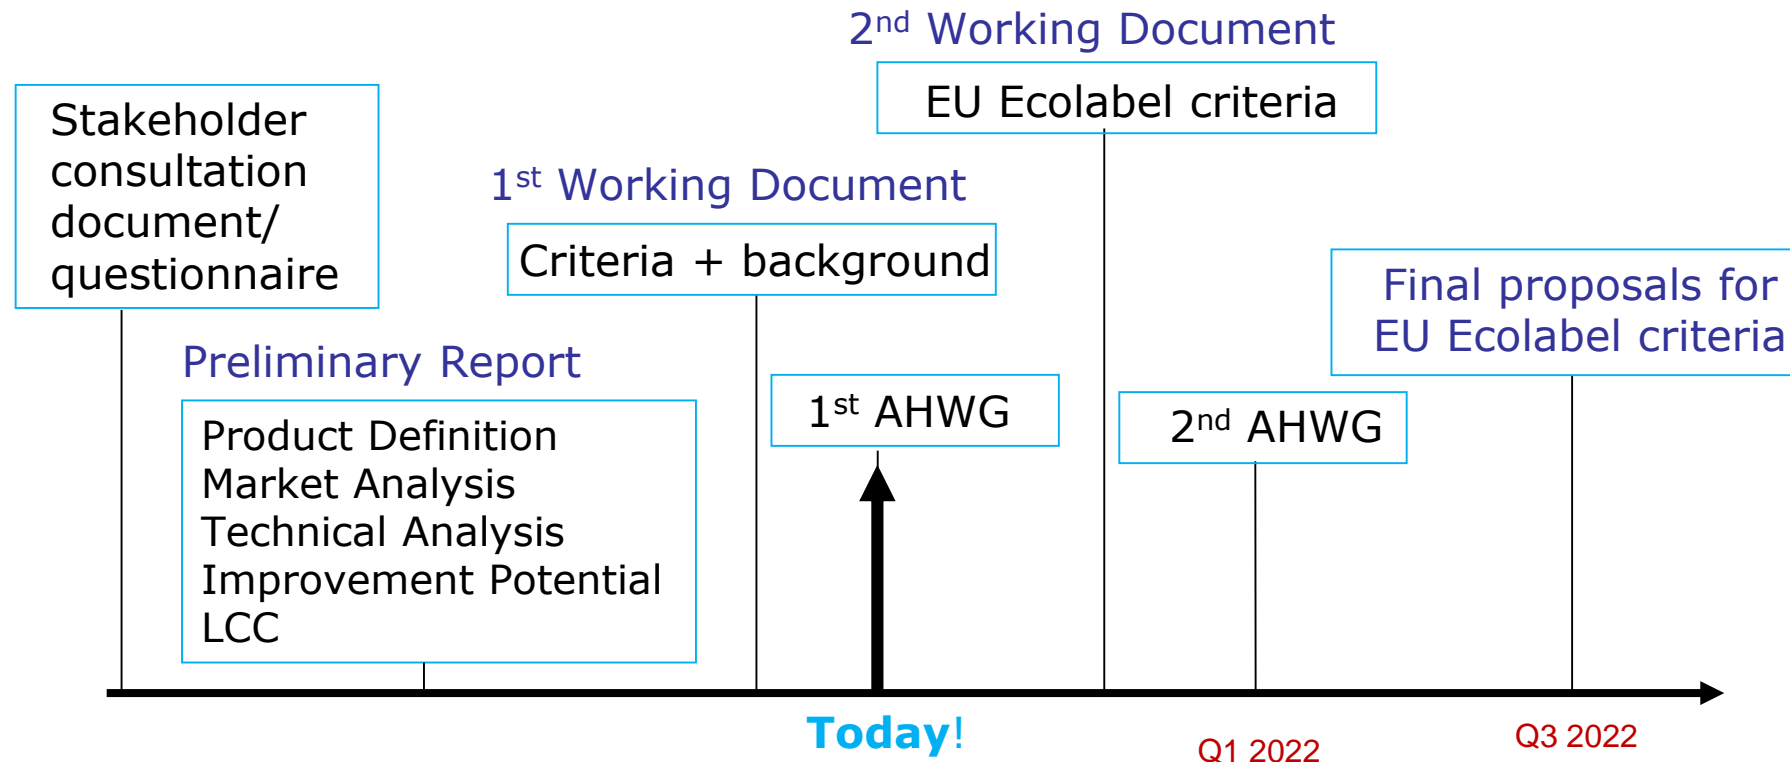 2nd Working Document
EU Ecolabel criteria
Stakeholder
consultation
document/
questionnaire
1st Working Document
Criteria + background
Final proposals for
EU Ecolabel criteria
Preliminary Report
Product Definition
Market Analysis
Technical Analysis
Improvement Potential
LCC
1st AHWG
2nd AHWG
Today!
Q1 2022
Q3 2022